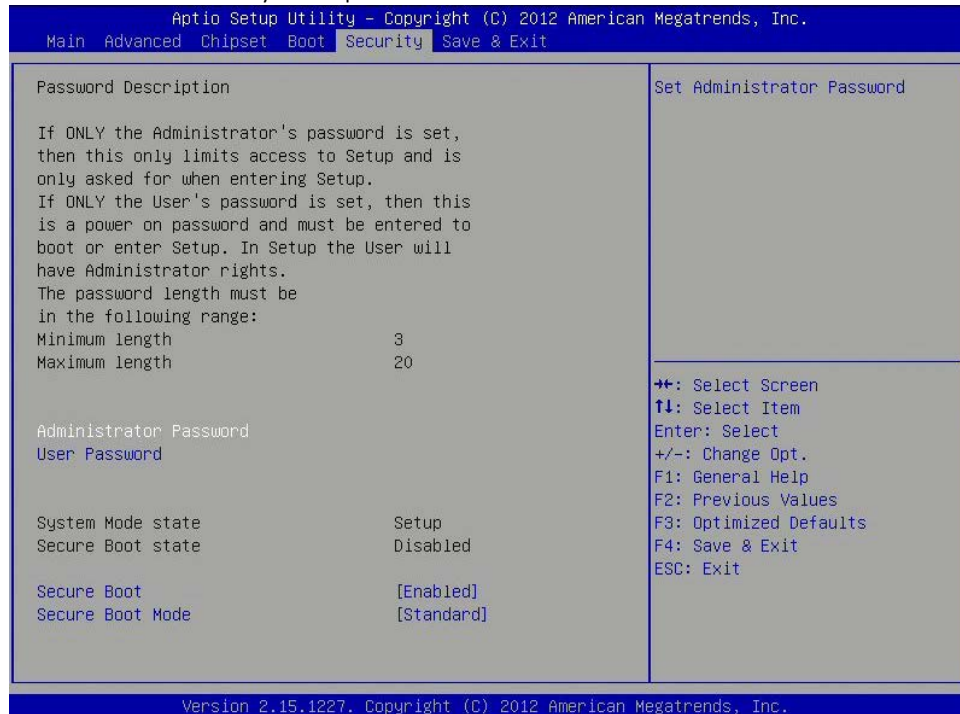 Aptio Setup Utility – Copyright (C) 2012 American Megatrends, Inc.
Main Advanced Chipset Boot Security Save & Exit
Password Description
If ONLY the Administrator's password is set,
then this only limits access to Setup and is
only asked for when entering Setup.
If ONLY the User's password is set, then this
is a power on password and must be entered to
boot or enter Setup. In Setup the User will
have Administrator rights.
The password length must be
in the following range:
Minimum length 3
Maximum length 20
Administrator Password
User Password
System Mode state Setup
Secure Boot state Disabled
Secure Boot [Enabled]
Secure Boot Mode [Standard]
Set Administrator Password
→←: Select Screen
↑↓: Select Item
Enter: Select
+/-: Change Opt.
F1: General Help
F2: Previous Values
F3: Optimized Defaults
F4: Save & Exit
ESC: Exit
Version 2.15.1227. Copyright (C) 2012 American Megatrends, Inc.